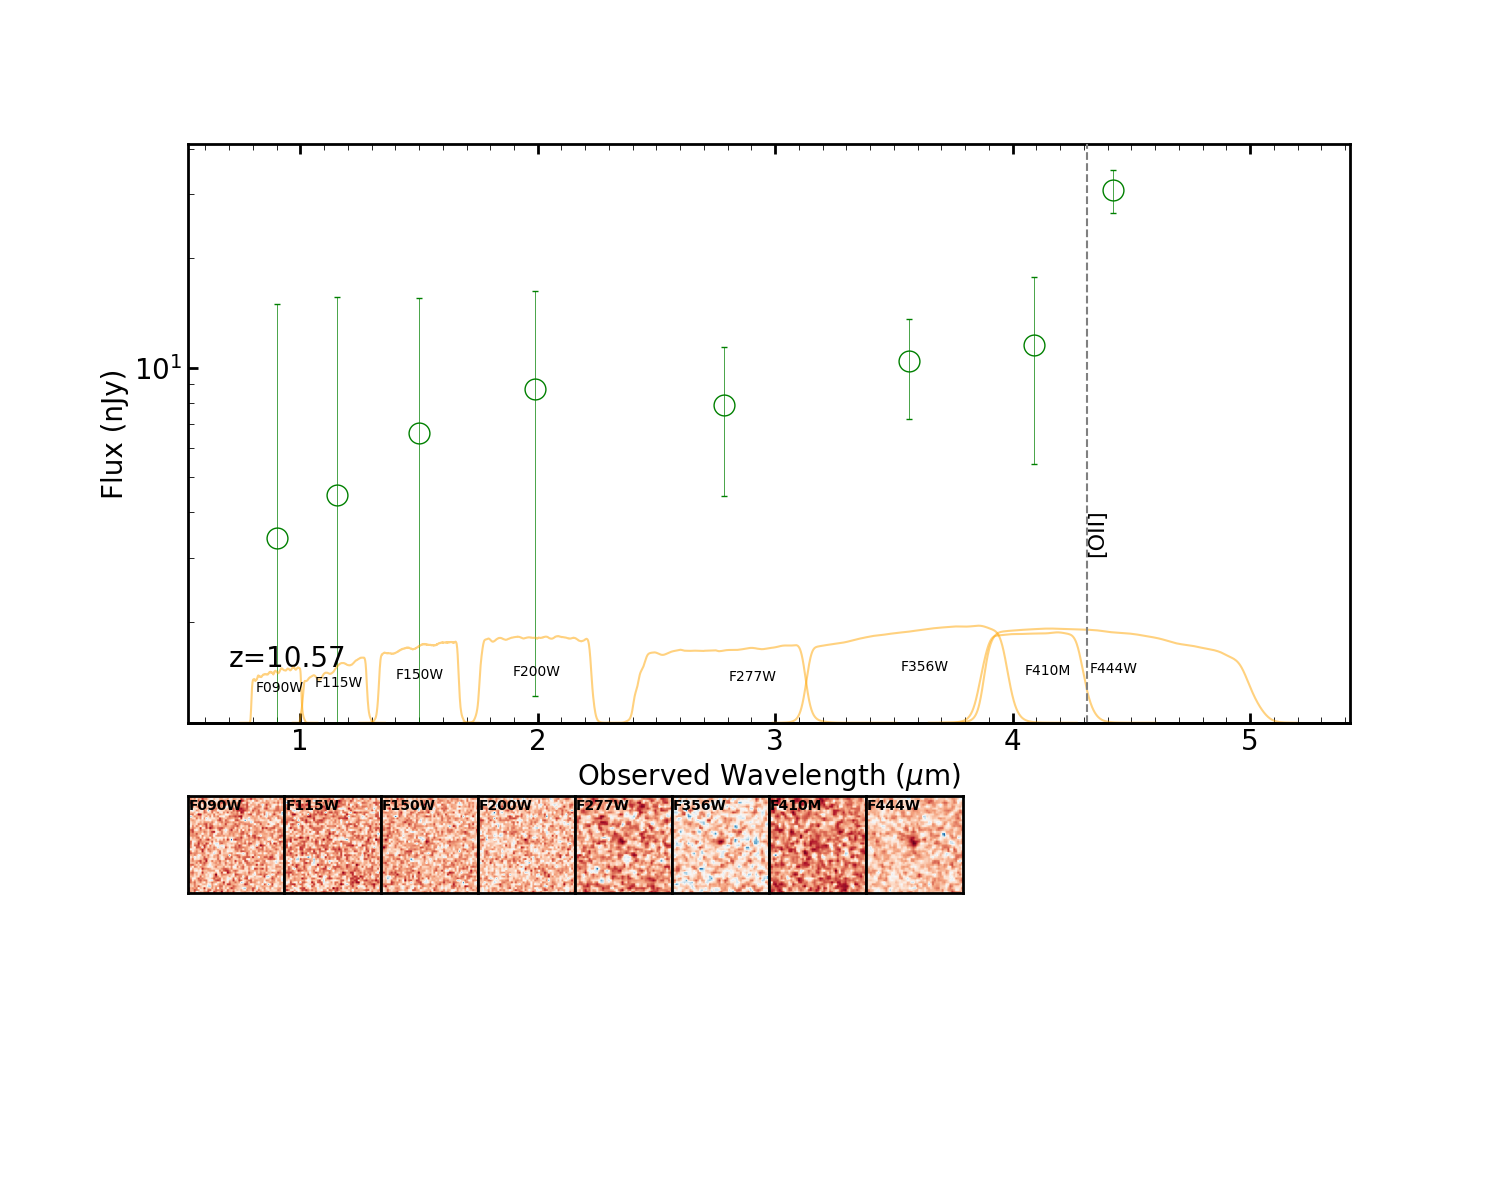 Flux (nJy)
10¹
[OII]
z=10.57
F090W
F115W
F150W
F200W
F277W
F356W
F410M
F444W
1 2 3 4 5
Observed Wavelength (μm)
F090W F115W F150W F200W F277W F356W F410M F444W